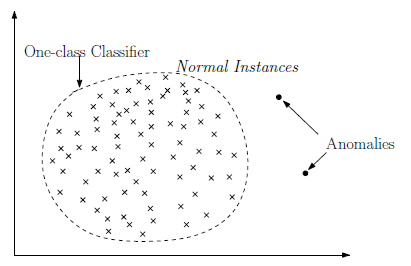 One-class Classifier
Normal Instances
Anomalies